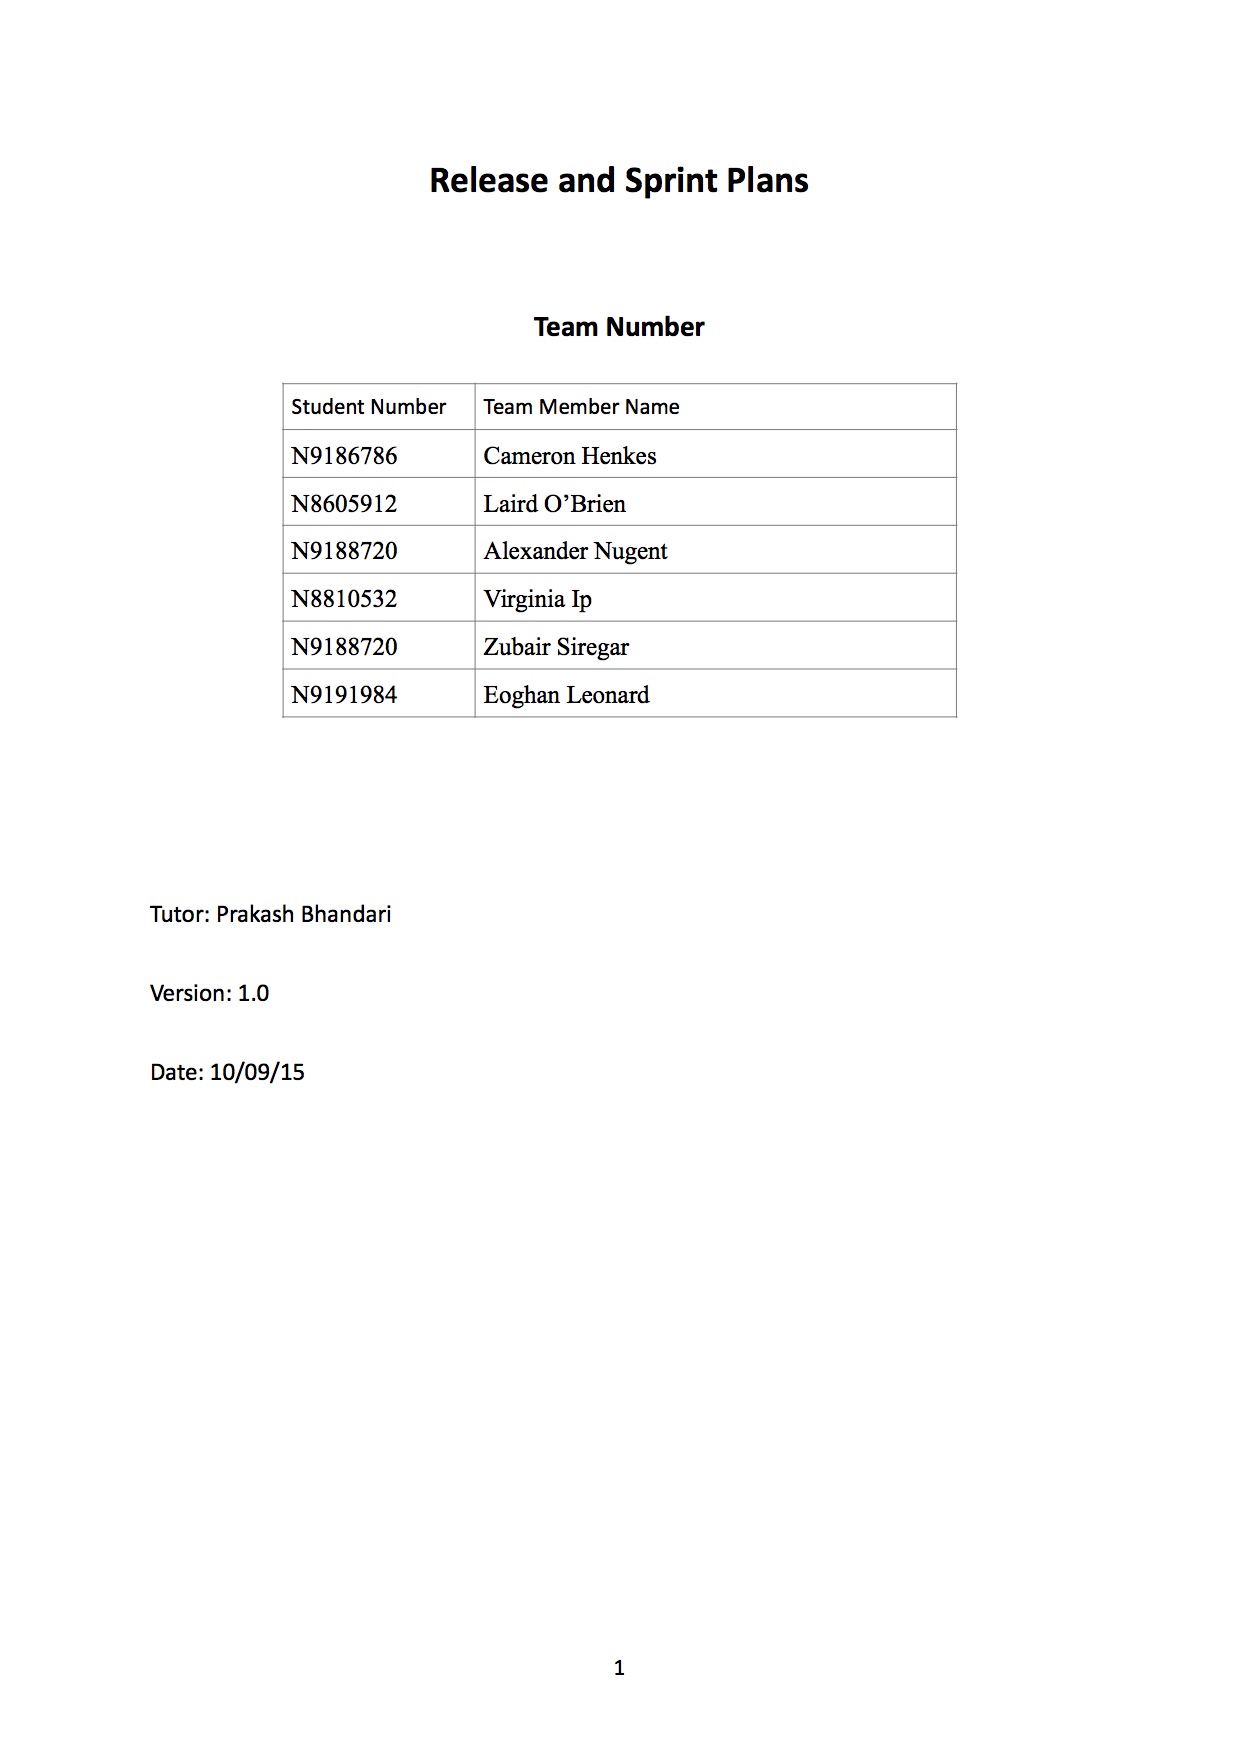 Release and Sprint Plans
Team Number
Student Number Team Member Name
N9186786 Cameron Henkes
N8605912 Laird O’Brien
N9188720 Alexander Nugent
N8810532 Virginia Ip
N9188720 Zubair Siregar
N9191984 Eoghan Leonard
Tutor: Prakash Bhandari
Version: 1.0
Date: 10/09/15
1